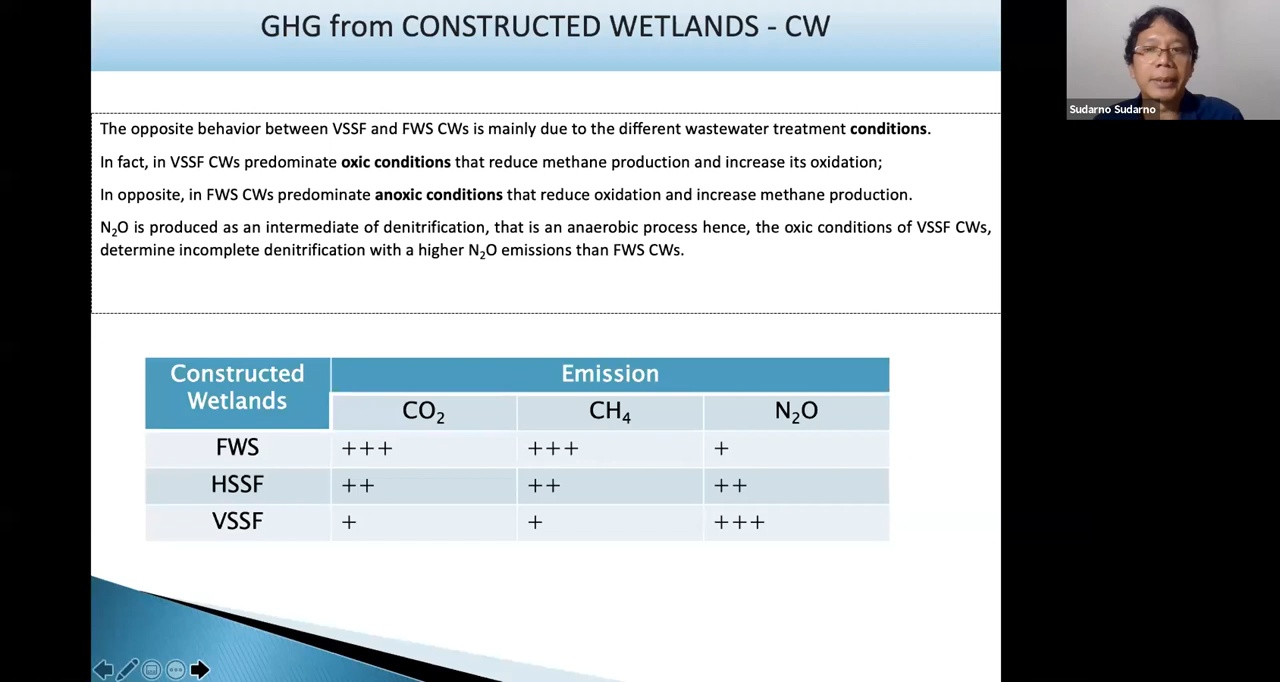 GHG from CONSTRUCTED WETLANDS - CW
Sudarno Sudarno
The opposite behavior between VSSF and FWS CWs is mainly due to the different wastewater treatment conditions.
In fact, in VSSF CWs predominate oxic conditions that reduce methane production and increase its oxidation;
In opposite, in FWS CWs predominate anoxic conditions that reduce oxidation and increase methane production.
N₂O is produced as an intermediate of denitrification, that is an anaerobic process hence, the oxic conditions of VSSF CWs,
determine incomplete denitrification with a higher N₂O emissions than FWS CWs.
Constructed Wetlands Emission
CO₂ CH₄ N₂O
FWS +++ +++ +
HSSF ++ ++ ++
VSSF + + +++